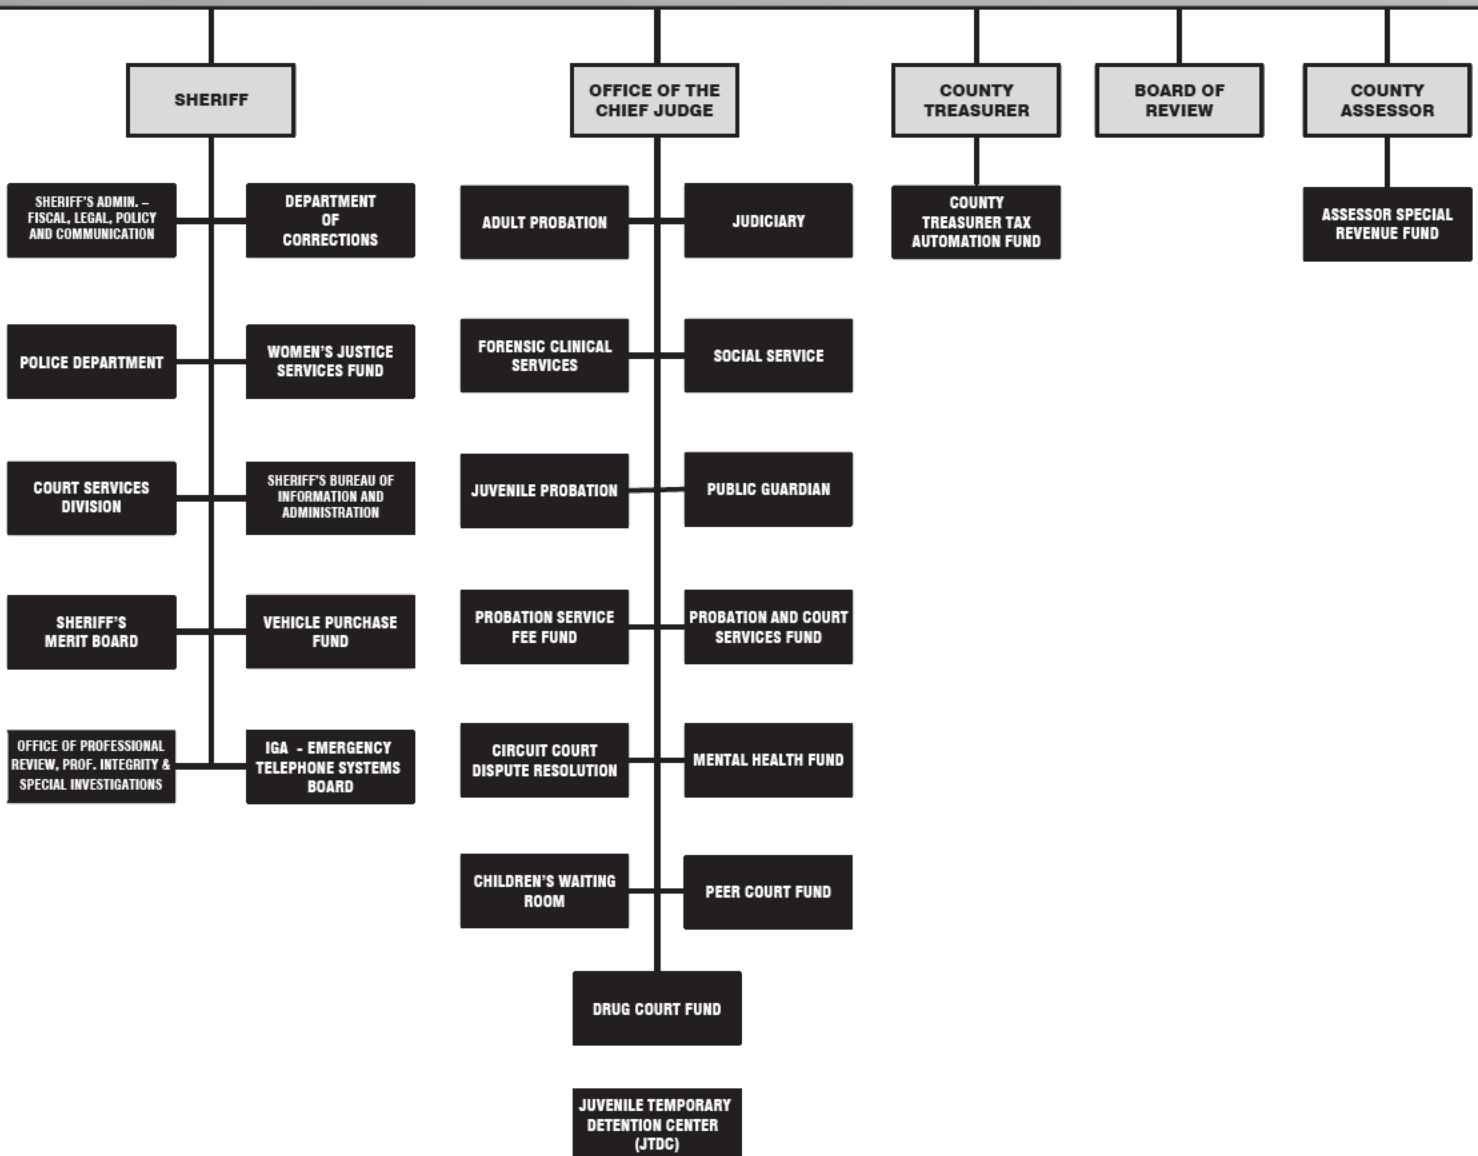 SHERIFF
SHERIFF'S ADMIN. –
FISCAL, LEGAL, POLICY
AND COMMUNICATION
DEPARTMENT
OF
CORRECTIONS
POLICE DEPARTMENT
WOMEN'S JUSTICE
SERVICES FUND
COURT SERVICES
DIVISION
SHERIFF'S BUREAU OF
INFORMATION AND
ADMINISTRATION
SHERIFF'S
MERIT BOARD
VEHICLE PURCHASE
FUND
OFFICE OF PROFESSIONAL
REVIEW, PROF. INTEGRITY &
SPECIAL INVESTIGATIONS
IGA - EMERGENCY
TELEPHONE SYSTEMS
BOARD
OFFICE OF THE
CHIEF JUDGE
ADULT PROBATION
JUDICIARY
FORENSIC CLINICAL
SERVICES
SOCIAL SERVICE
JUVENILE PROBATION
PUBLIC GUARDIAN
PROBATION SERVICE
FEE FUND
PROBATION AND COURT
SERVICES FUND
CIRCUIT COURT
DISPUTE RESOLUTION
MENTAL HEALTH FUND
CHILDREN'S WAITING
ROOM
PEER COURT FUND
DRUG COURT FUND
JUVENILE TEMPORARY
DETENTION CENTER
(JTDC)
COUNTY
TREASURER
COUNTY
TREASURER TAX
AUTOMATION FUND
BOARD OF
REVIEW
COUNTY
ASSESSOR
ASSESSOR SPECIAL
REVENUE FUND